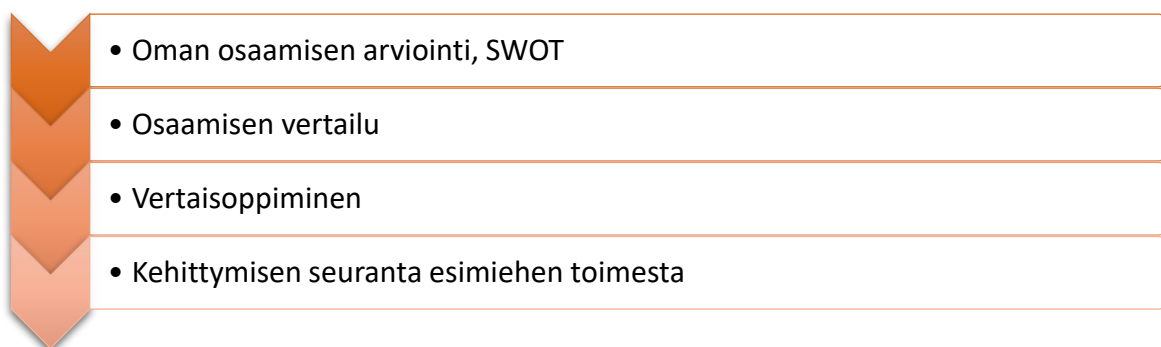 • Oman osaamisen arviointi, SWOT
• Osaamisen vertailu
• Vertaisoppiminen
• Kehittymisen seuranta esimiehen toimesta